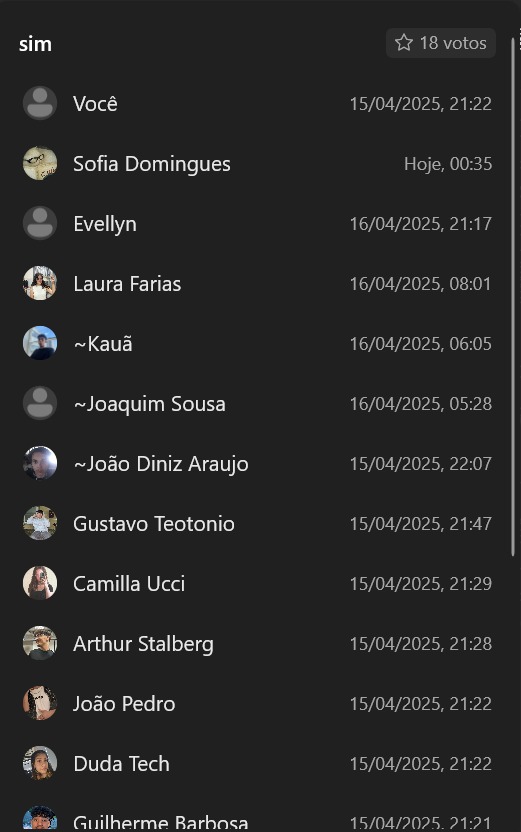 sim 18 votos
Você 15/04/2025, 21:22
Sofia Domingues Hoje, 00:35
Evellyn 16/04/2025, 21:17
Laura Farias 16/04/2025, 08:01
~Kauã 16/04/2025, 06:05
~Joaquim Sousa 16/04/2025, 05:28
~João Diniz Araujo 15/04/2025, 22:07
Gustavo Teotonio 15/04/2025, 21:47
Camilla Ucci 15/04/2025, 21:29
Arthur Stalberg 15/04/2025, 21:28
João Pedro 15/04/2025, 21:22
Duda Tech 15/04/2025, 21:22
Guilherme Barbosa 15/04/2025, 21:21